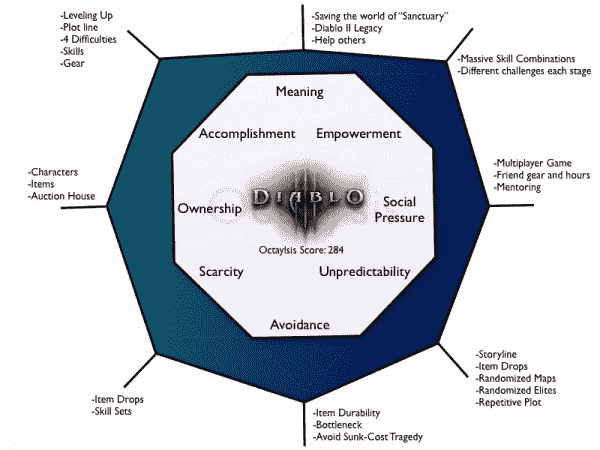 -Leveling Up
-Plot line
-4 Difficulties
-Skills
-Gear
-Saving the world of "Sanctuary"
-Diablo II Legacy
-Help others
-Massive Skill Combinations
-Different challenges each stage
Meaning
Accomplishment
Empowerment
-Characters
-Items
-Auction House
Ownership
DIABLO
Social
Pressure
-Multiplayer Game
-Friend gear and hours
-Mentoring
Octaylsis Score: 284
Scarcity
Unpredictability
Avoidance
-Item Drops
-Skill Sets
-Item Durability
-Bottleneck
-Avoid Sunk-Cost Tragedy
-Storyline
-Item Drops
-Randomized Maps
-Randomized Elites
-Repetitive Plot